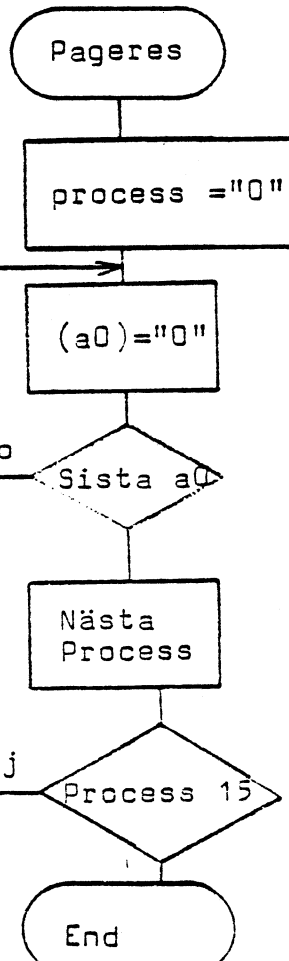 Pageres
process ="0"
(a0)="0"
Sista a0
Nästa
Process
j
Process 15
End